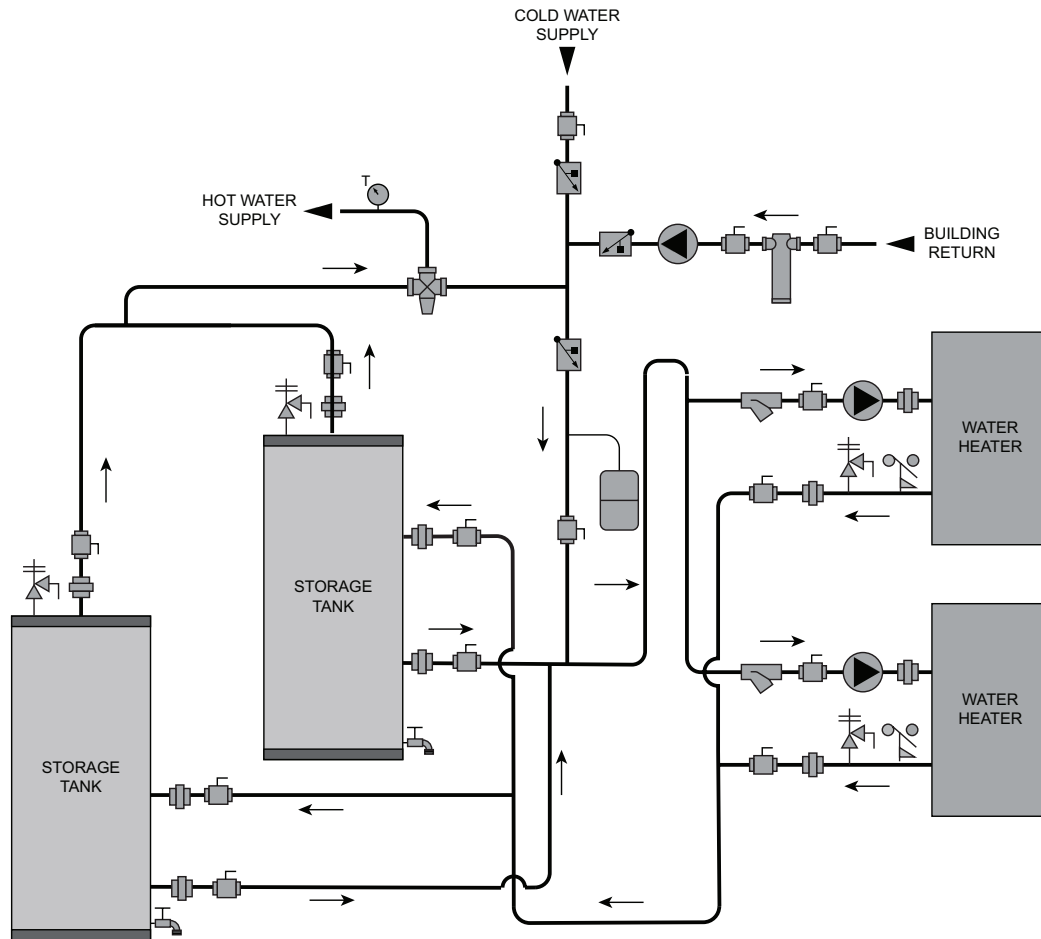 COLD WATER
SUPPLY
T
HOT WATER
SUPPLY
BUILDING
RETURN
WATER
HEATER
STORAGE
TANK
WATER
HEATER
STORAGE
TANK